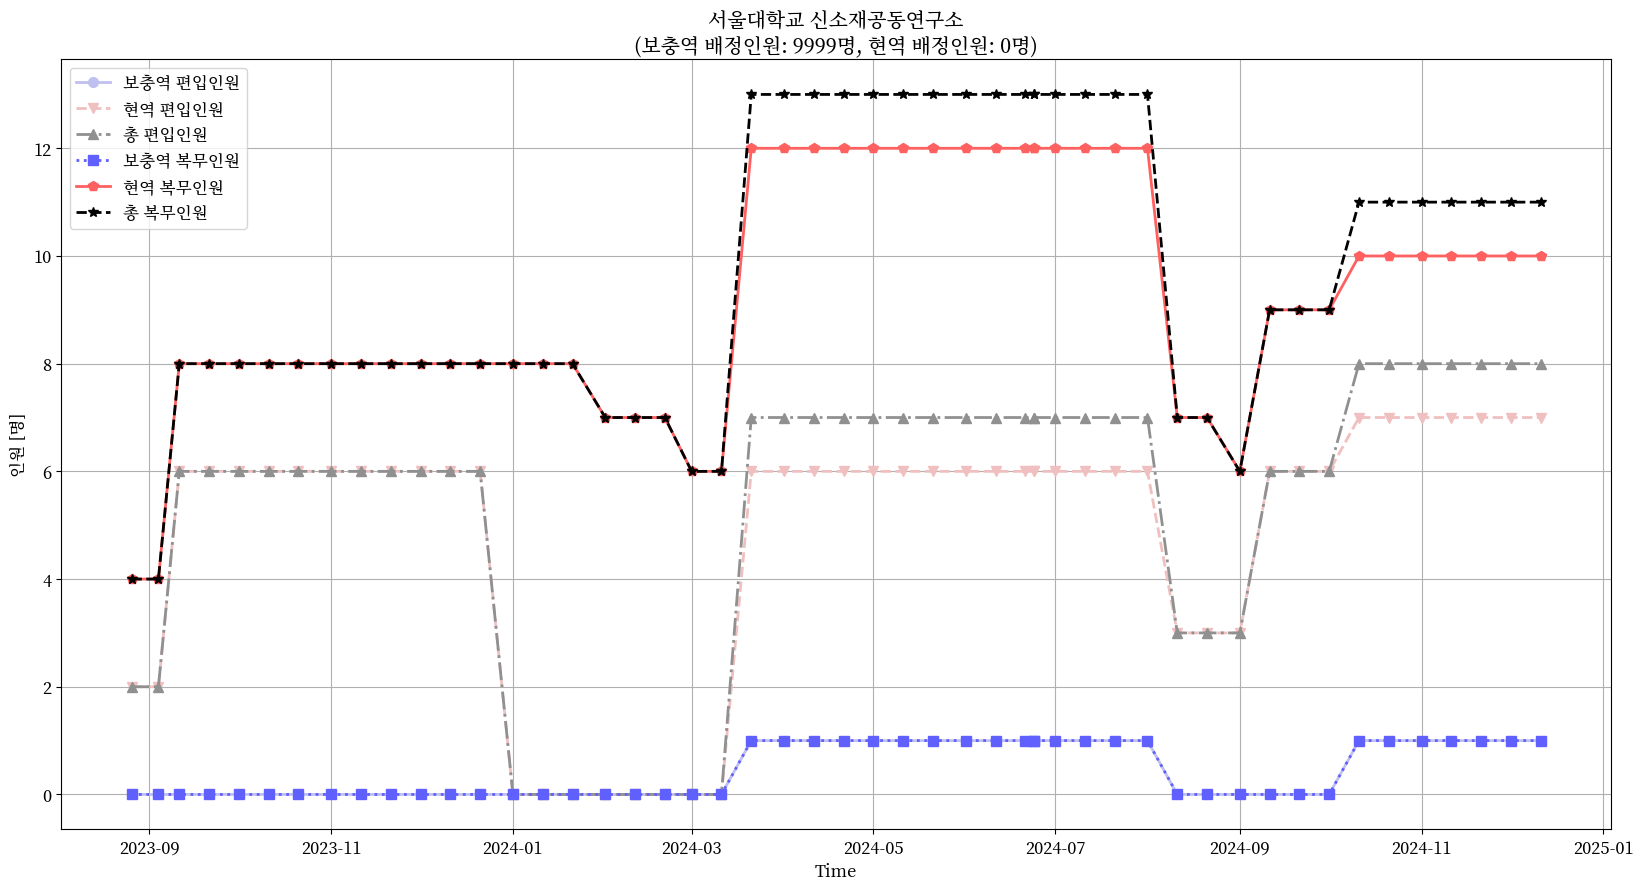 서울대학교 신소재공동연구소
(보충역 배정인원: 9999명, 현역 배정인원: 0명)
보충역 편입인원
현역 편입인원
총 편입인원
보충역 복무인원
현역 복무인원
총 복무인원
인원 [명]
12
10
8
6
4
2
0
2023-09
2023-11
2024-01
2024-03
2024-05
2024-07
2024-09
2024-11
2025-01
Time